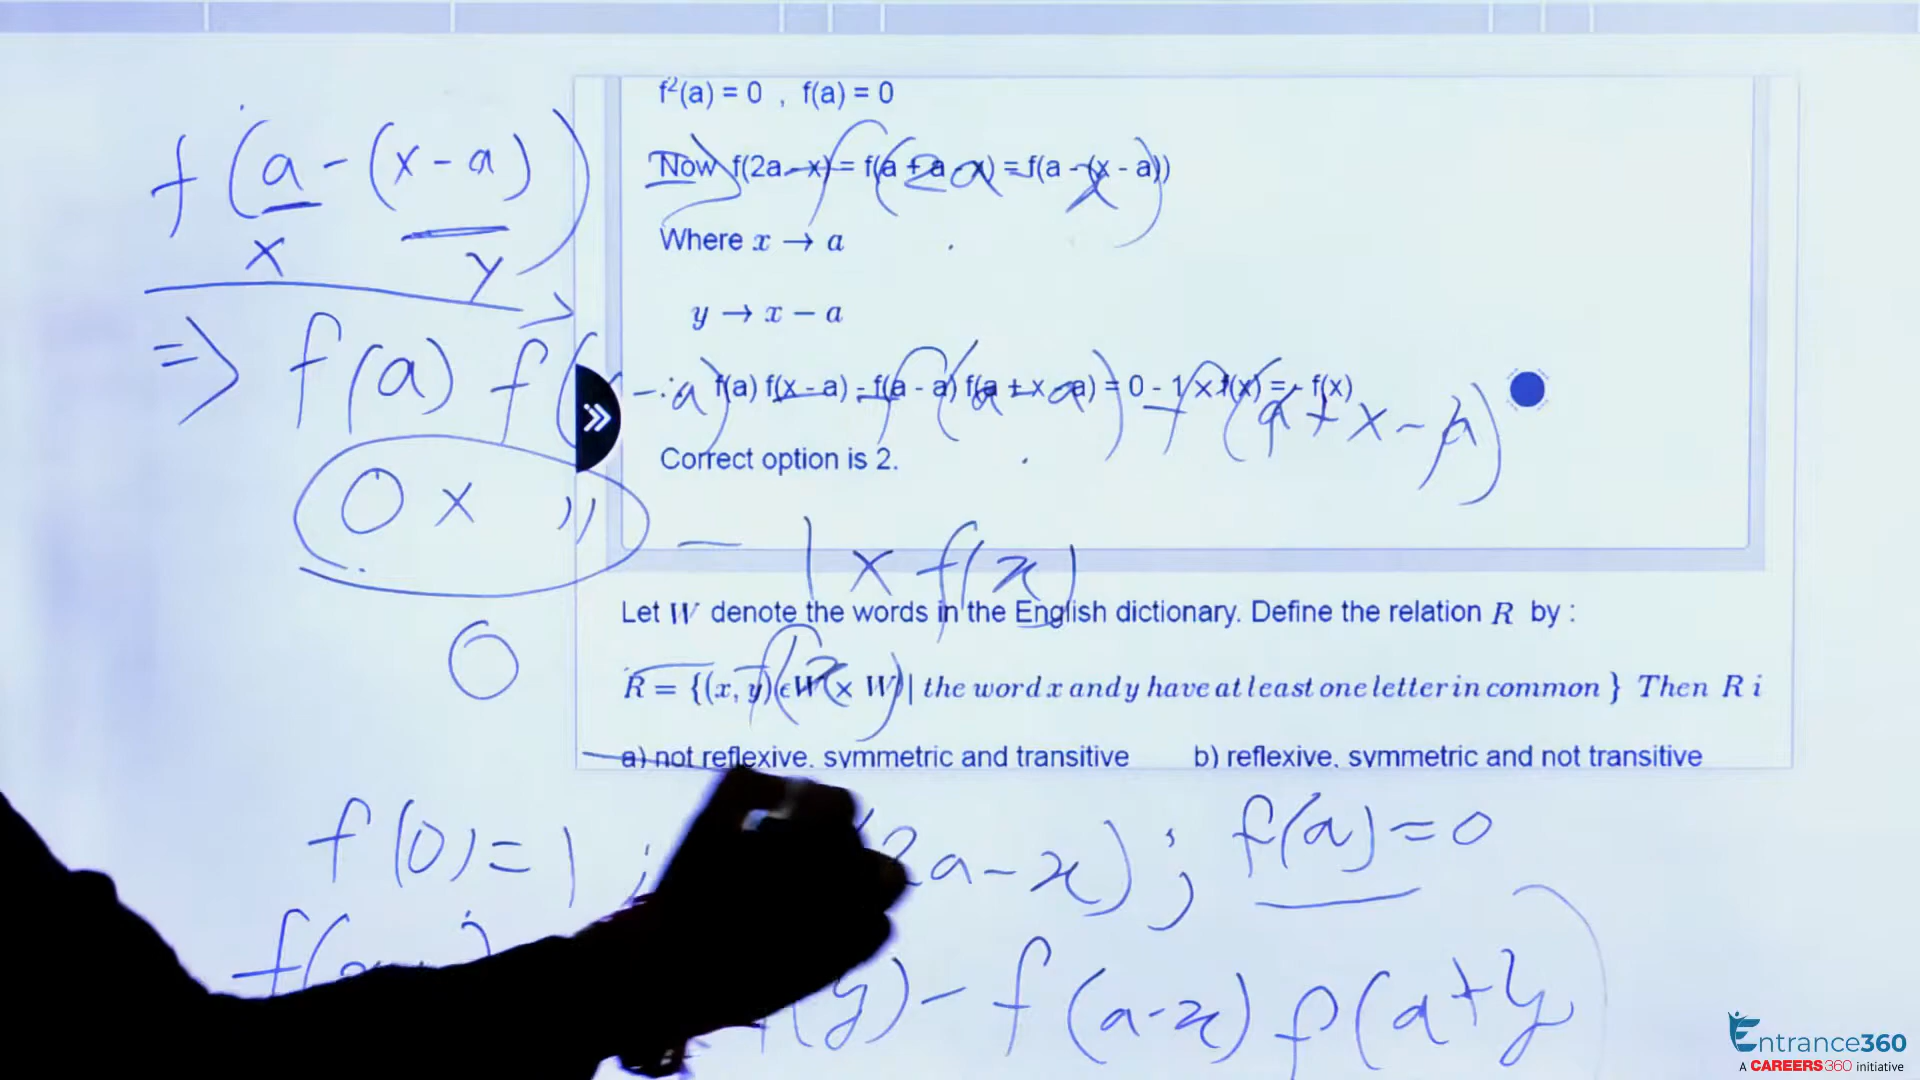 f²(a) = 0 , f(a) = 0
Now f(2a - x) = f(a + a - x) = f(a - (x - a))
Where x → a
y → x − a
∴ f(a) f(x - a) - f(a - a) f(a + x - a) = 0 - 1 × f(x) = - f(x)
Correct option is 2.
Let W denote the words in the English dictionary. Define the relation R by :
R = {(x, y) ϵ W × W | the word x and y have at least one letter in common } Then R i
a) not reflexive, symmetric and transitive b) reflexive, symmetric and not transitive
f(a - (x - a))
x y
⇒ f(a) f( - a) - f( a - a) f(a + x - a)
0 x "
- 1 x f(x)
0
f(2a - x)
f(0) = 1 ; (2a - x) ; f(a) = 0
y) - f(a - x) f(a + y
Entrance360
A CAREERS360 initiative